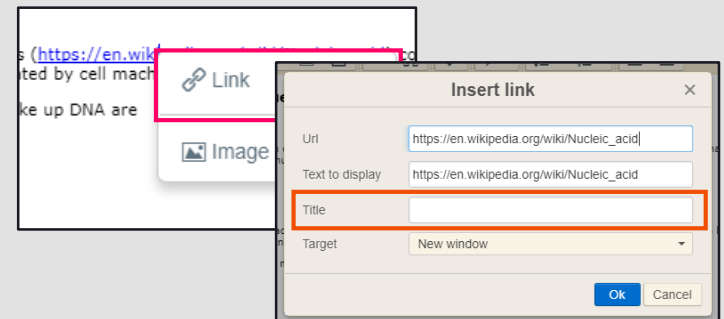 s (https://en.wik
ated by cell mach
ke up DNA are
Link
Image
Insert link
×
Url
https://en.wikipedia.org/wiki/Nucleic_acid
Text to display
https://en.wikipedia.org/wiki/Nucleic_acid
Title
Target
New window
Ok
Cancel